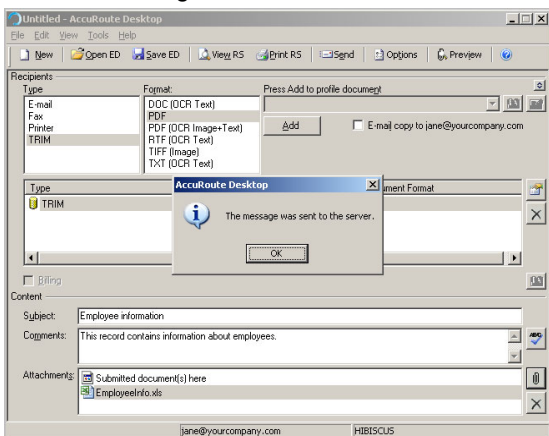 Untitled - AccuRoute Desktop
File Edit View Tools Help
New Open ED Save ED View RS Print RS Send Options Preview
Recipients
Type Format: Press Add to profile document
E-mail
Fax
Printer
TRIM
DOC (OCR Text)
PDF
PDF (OCR Image+Text)
RTF (OCR Text)
TIFF (Image)
TXT (OCR Text)
Add E-mail copy to jane@yourcompany.com
Type ment Format
TRIM
AccuRoute Desktop
The message was sent to the server.
OK
Billing
Content
Subject: Employee information
Comments: This record contains information about employees.
Attachments: Submitted document(s) here
EmployeeInfo.xls
jane@yourcompany.com HIBISCUS